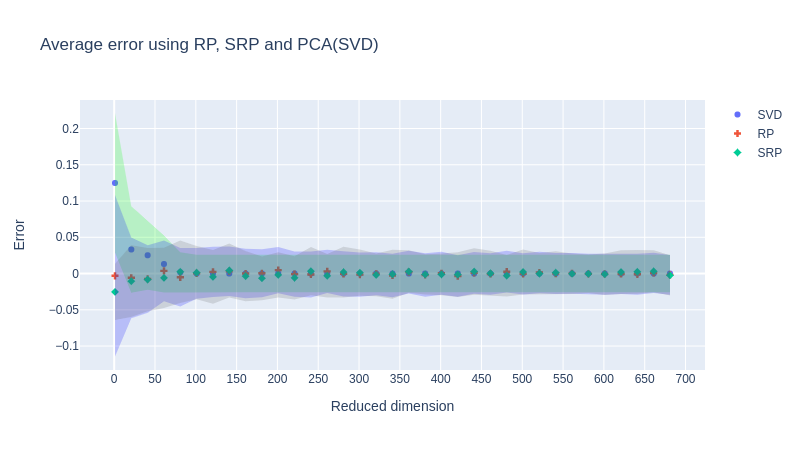 Average error using RP, SRP and PCA(SVD)
SVD
RP
SRP
0.2
0.15
0.1
0.05
0
−0.05
−0.1
Error
0 50 100 150 200 250 300 350 400 450 500 550 600 650 700
Reduced dimension